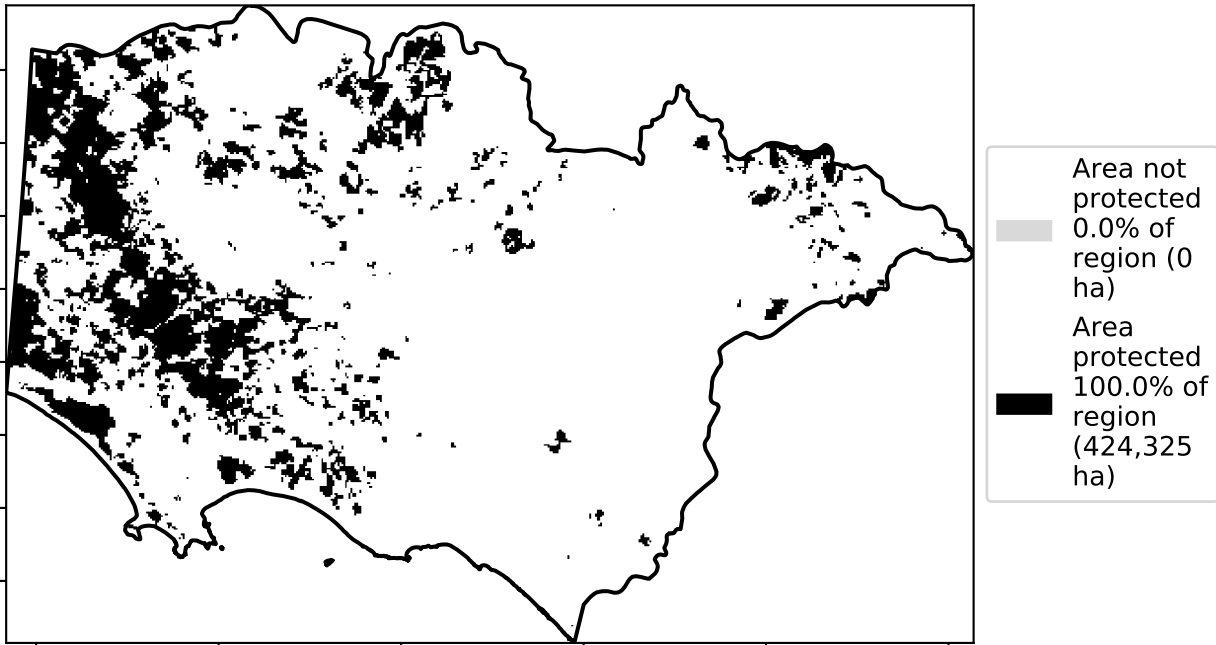 Area not
protected
0.0% of
region (0
ha)
Area
protected
100.0% of
region
(424,325
ha)